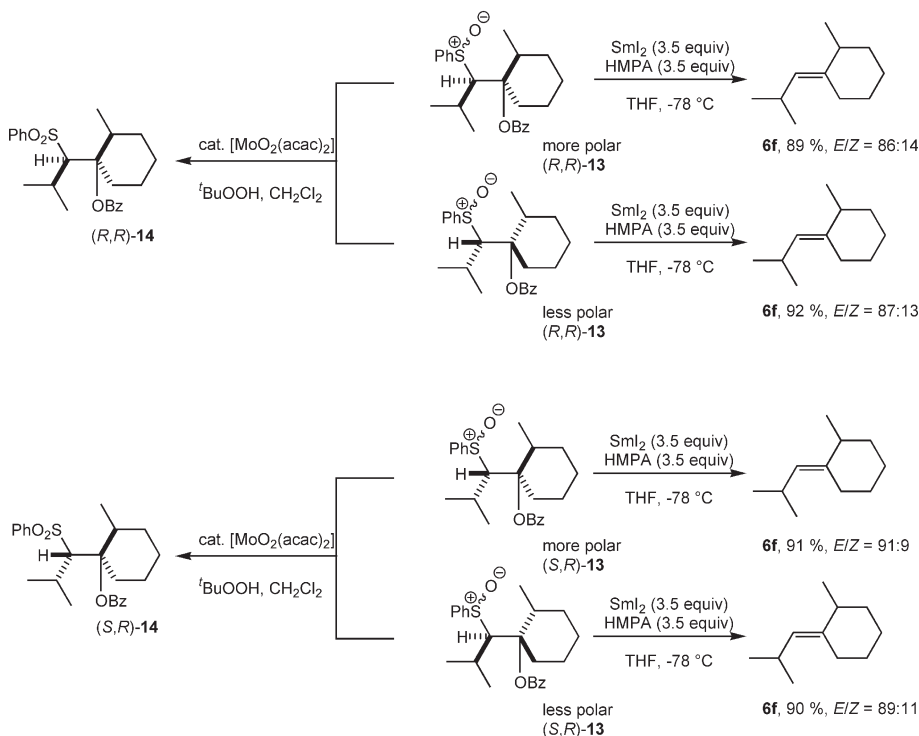 PhS
⊕
O
⊖
H
OBz
more polar
(R,R)-13
SmI2 (3.5 equiv)
HMPA (3.5 equiv)
THF, -78 °C
6f, 89 %, E/Z = 86:14
PhO2S
H
OBz
(R,R)-14
cat. [MoO2(acac)2]
tBuOOH, CH2Cl2
PhS
⊕
O
⊖
H
OBz
less polar
(R,R)-13
SmI2 (3.5 equiv)
HMPA (3.5 equiv)
THF, -78 °C
6f, 92 %, E/Z = 87:13
PhS
⊕
O
⊖
H
OBz
more polar
(S,R)-13
SmI2 (3.5 equiv)
HMPA (3.5 equiv)
THF, -78 °C
6f, 91 %, E/Z = 91:9
PhO2S
H
OBz
(S,R)-14
cat. [MoO2(acac)2]
tBuOOH, CH2Cl2
PhS
⊕
O
⊖
H
OBz
less polar
(S,R)-13
SmI2 (3.5 equiv)
HMPA (3.5 equiv)
THF, -78 °C
6f, 90 %, E/Z = 89:11